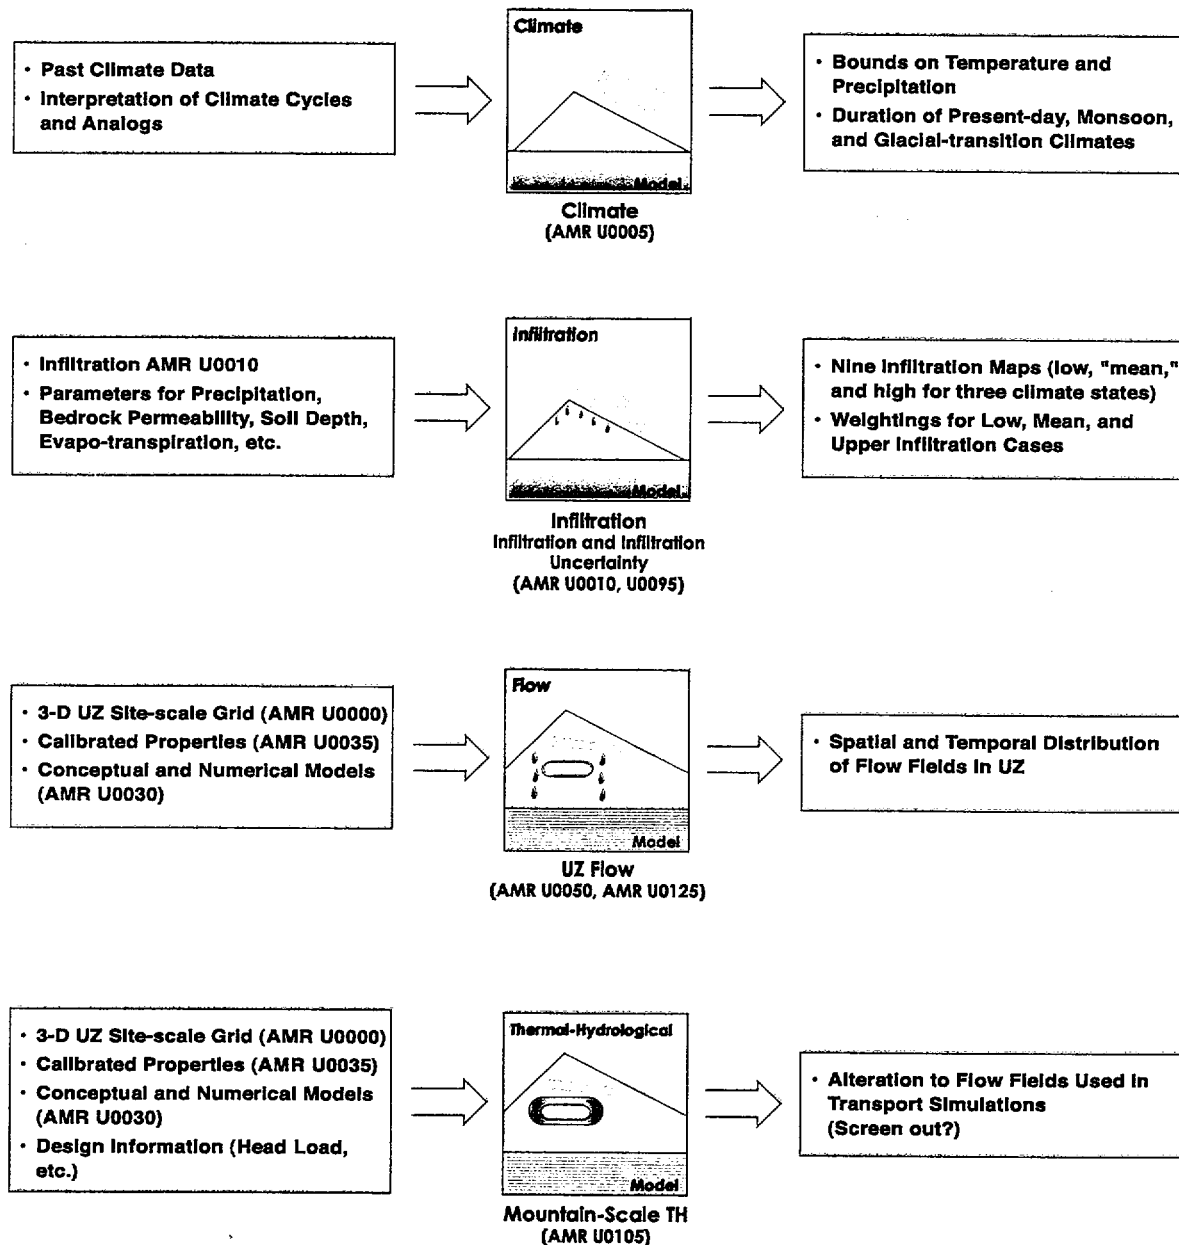 Climate
• Past Climate Data
• Interpretation of Climate Cycles
and Analogs
Model
Climate
(AMR U0005)
• Bounds on Temperature and
Precipitation
• Duration of Present-day, Monsoon,
and Glacial-transition Climates
• Infiltration AMR U0010
• Parameters for Precipitation,
Bedrock Permeability, Soil Depth,
Evapo-transpiration, etc.
Infiltration
Model
Infiltration
Infiltration and Infiltration
Uncertainty
(AMR U0010, U0095)
• Nine Infiltration Maps (low, "mean,"
and high for three climate states)
• Weightings for Low, Mean, and
Upper Infiltration Cases
• 3-D UZ Site-scale Grid (AMR U0000)
• Calibrated Properties (AMR U0035)
• Conceptual and Numerical Models
(AMR U0030)
Flow
Model
UZ Flow
(AMR U0050, AMR U0125)
• Spatial and Temporal Distribution
of Flow Fields in UZ
• 3-D UZ Site-scale Grid (AMR U0000)
• Calibrated Properties (AMR U0035)
• Conceptual and Numerical Models
(AMR U0030)
• Design Information (Head Load,
etc.)
Thermal-Hydrological
Model
Mountain-Scale TH
(AMR U0105)
• Alteration to Flow Fields Used in
Transport Simulations
(Screen out?)